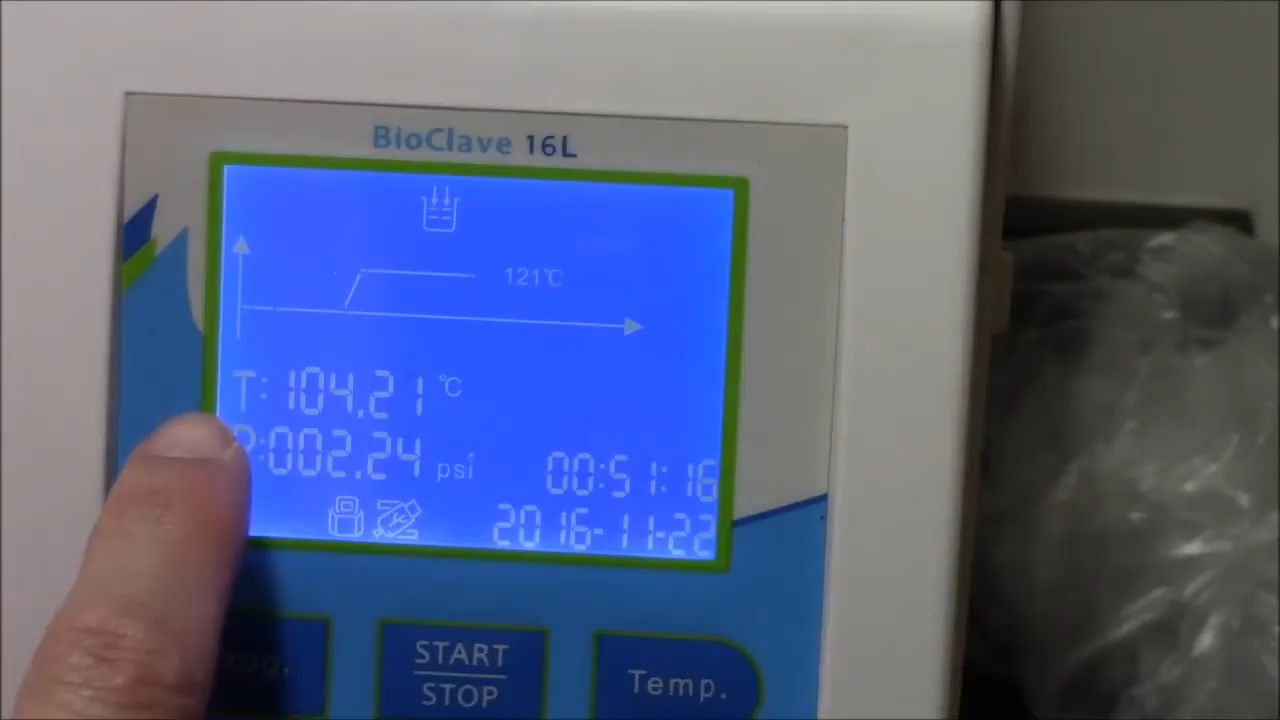 BioClave 16L
121℃
T:104.21 ℃
P:002.24 psi
00:51:16
2016-11-22
START
STOP
Temp.